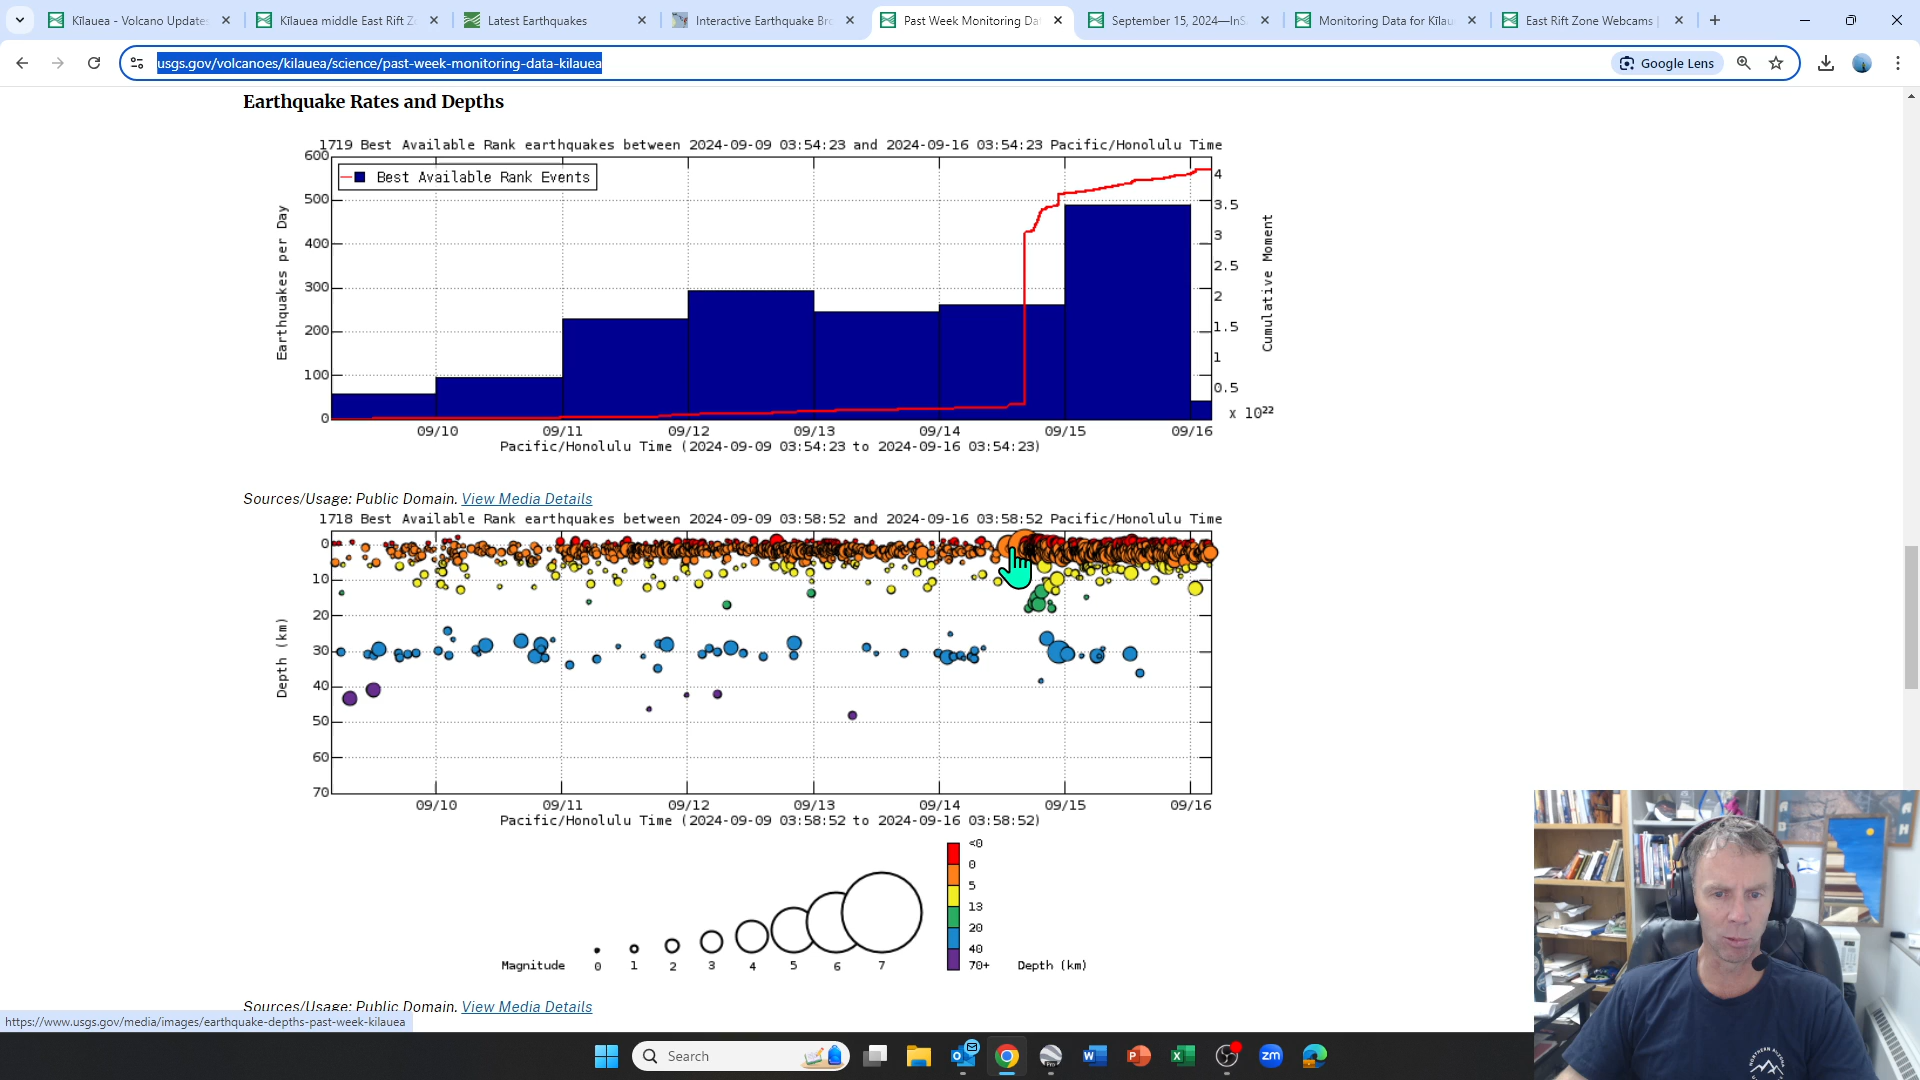 Kīlauea - Volcano Updates
Kīlauea middle East Rift Z
Latest Earthquakes
Interactive Earthquake Bro
Past Week Monitoring Da
September 15, 2024—InS
Monitoring Data for Kīlau
East Rift Zone Webcams |
usgs.gov/volcanoes/kilauea/science/past-week-monitoring-data-kilauea
Google Lens
Earthquake Rates and Depths
1719 Best Available Rank earthquakes between 2024-09-09 03:54:23 and 2024-09-16 03:54:23 Pacific/Honolulu Time
Best Available Rank Events
600
500
400
300
200
100
0
Earthquakes per Day
4
3.5
3
2.5
2
1.5
1
0.5
x 10²²
Cumulative Moment
09/10 09/11 09/12 09/13 09/14 09/15 09/16
Pacific/Honolulu Time (2024-09-09 03:54:23 to 2024-09-16 03:54:23)
Sources/Usage: Public Domain. View Media Details
1718 Best Available Rank earthquakes between 2024-09-09 03:58:52 and 2024-09-16 03:58:52 Pacific/Honolulu Time
0
10
20
30
40
50
60
70
Depth (km)
09/10 09/11 09/12 09/13 09/14 09/15 09/16
Pacific/Honolulu Time (2024-09-09 03:58:52 to 2024-09-16 03:58:52)
<0
0
5
13
20
40
70+
Depth (km)
Magnitude 0 1 2 3 4 5 6 7
Sources/Usage: Public Domain. View Media Details
https://www.usgs.gov/media/images/earthquake-depths-past-week-kilauea
Search
zm